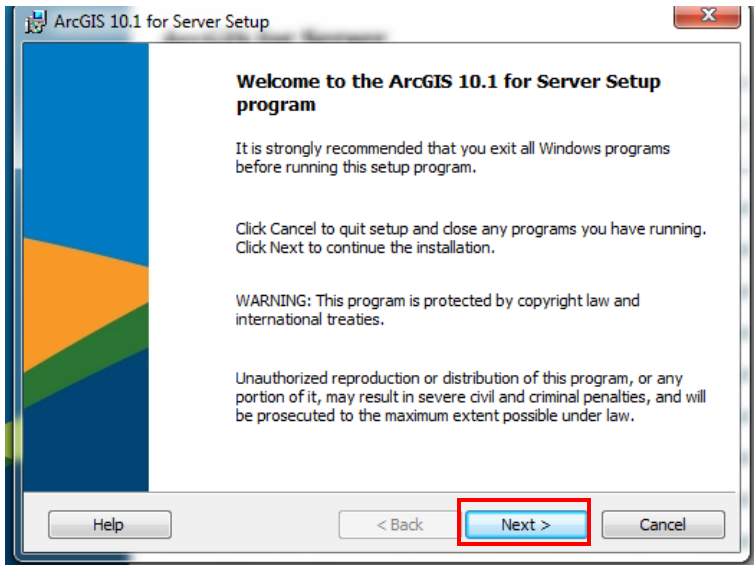 ArcGIS 10.1 for Server Setup
Welcome to the ArcGIS 10.1 for Server Setup
program
It is strongly recommended that you exit all Windows programs
before running this setup program.
Click Cancel to quit setup and close any programs you have running.
Click Next to continue the installation.
WARNING: This program is protected by copyright law and
international treaties.
Unauthorized reproduction or distribution of this program, or any
portion of it, may result in severe civil and criminal penalties, and will
be prosecuted to the maximum extent possible under law.
Help < Back Next > Cancel